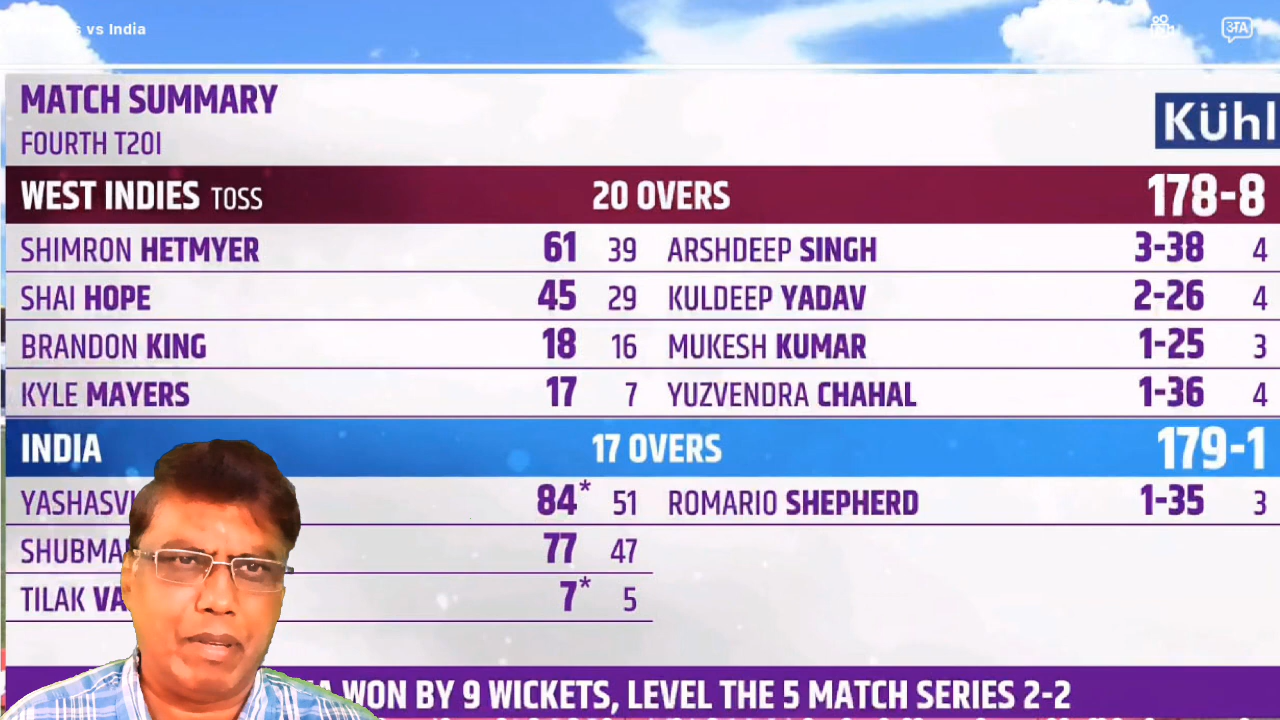 vs India
अA
MATCH SUMMARY
FOURTH T20I
Kühl
WEST INDIES TOSS 20 OVERS 178-8
SHIMRON HETMYER 61 39 ARSHDEEP SINGH 3-38 4
SHAI HOPE 45 29 KULDEEP YADAV 2-26 4
BRANDON KING 18 16 MUKESH KUMAR 1-25 3
KYLE MAYERS 17 7 YUZVENDRA CHAHAL 1-36 4
INDIA 17 OVERS 179-1
YASHASVI 84* 51 ROMARIO SHEPHERD 1-35 3
SHUBMA 77 47
TILAK VA 7* 5
WON BY 9 WICKETS, LEVEL THE 5 MATCH SERIES 2-2